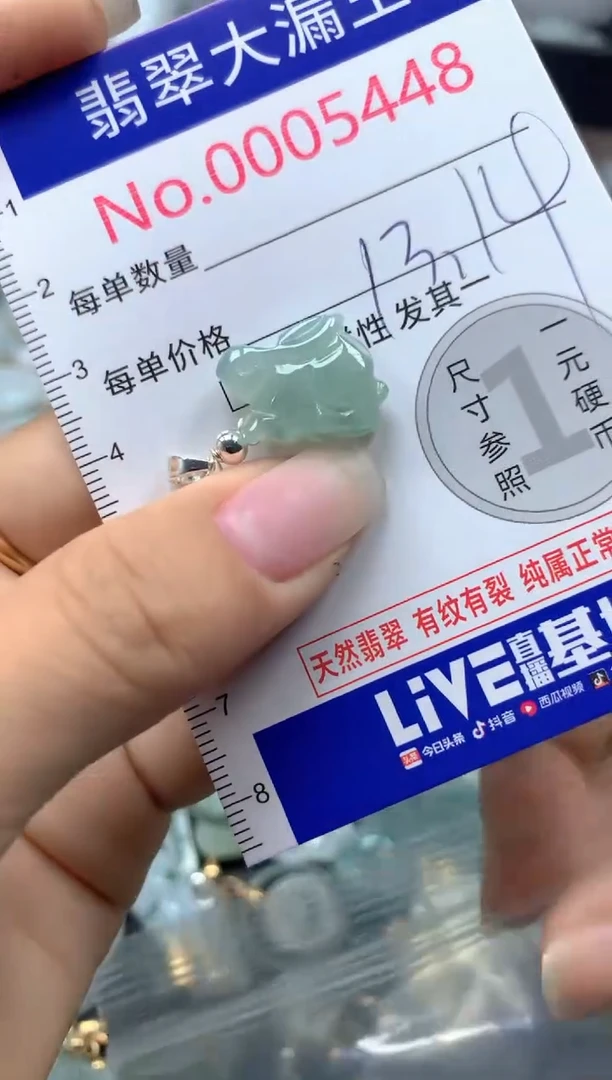 翡翠大漏
No.0005448
每单数量
13.14
每单价格
性 发其一
1
2
3
4
7
8
1
一元硬币
尺寸参照
天然翡翠 有纹有裂 纯属正常
LiVE直播基
今日头条 抖音 西瓜视频